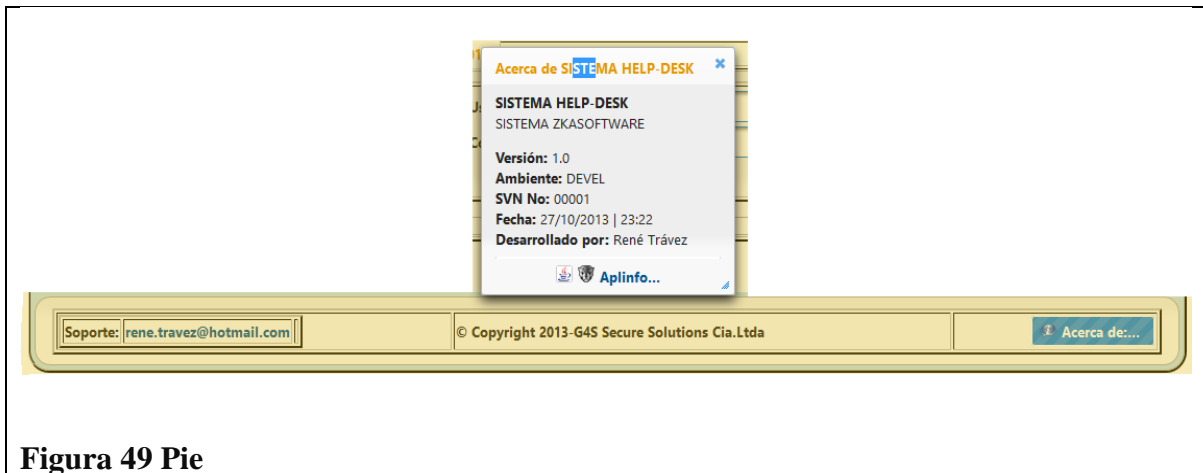 Acerca de SISTEMA HELP-DESK
SISTEMA HELP-DESK
SISTEMA ZKASOFTWARE
Versión: 1.0
Ambiente: DEVEL
SVN No: 00001
Fecha: 27/10/2013 | 23:22
Desarrollado por: René Trávez
Aplinfo...
Soporte: rene.travez@hotmail.com
© Copyright 2013-G4S Secure Solutions Cia.Ltda
Acerca de:...
Figura 49 Pie